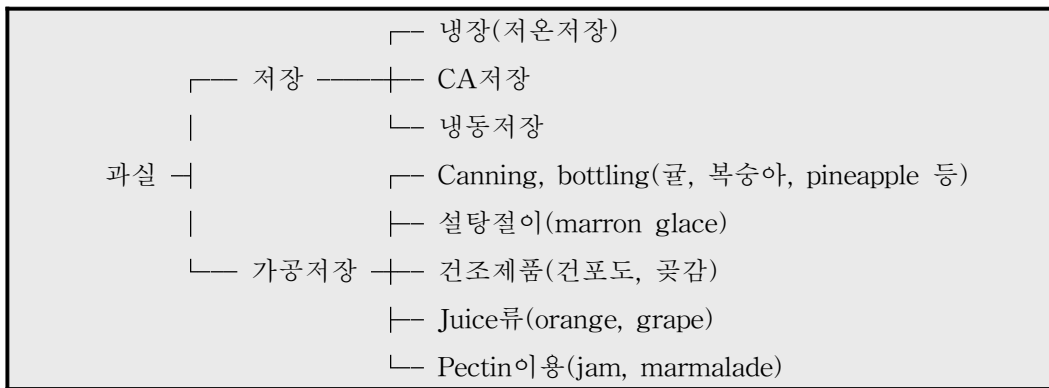 냉장(저온저장)
저장 CA저장
냉동저장
과실 Canning, bottling(귤, 복숭아, pineapple 등)
설탕절이(marron glace)
가공저장 건조제품(건포도, 곶감)
Juice류(orange, grape)
Pectin이용(jam, marmalade)